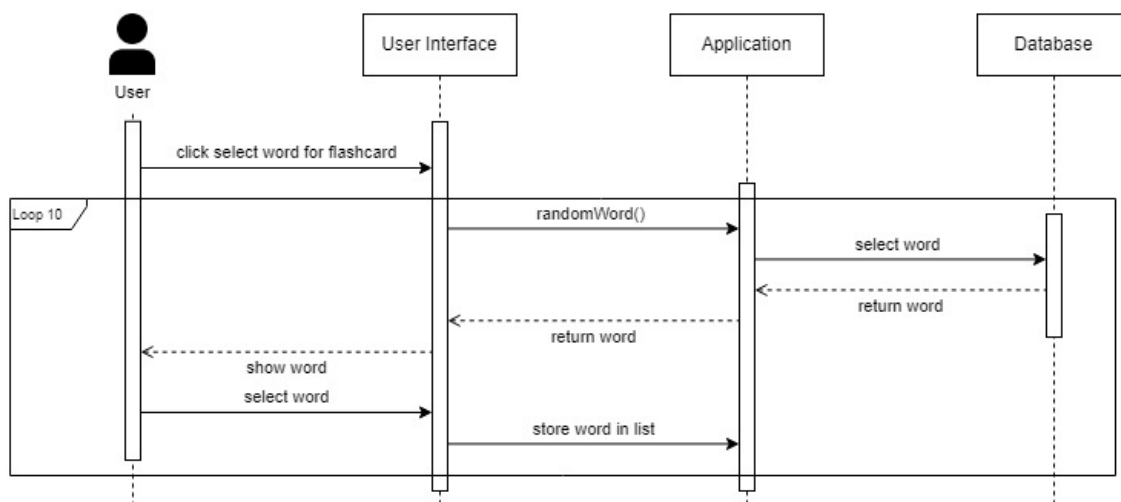 User Interface
Application
Database
User
click select word for flashcard
Loop 10
randomWord()
select word
return word
return word
show word
select word
store word in list